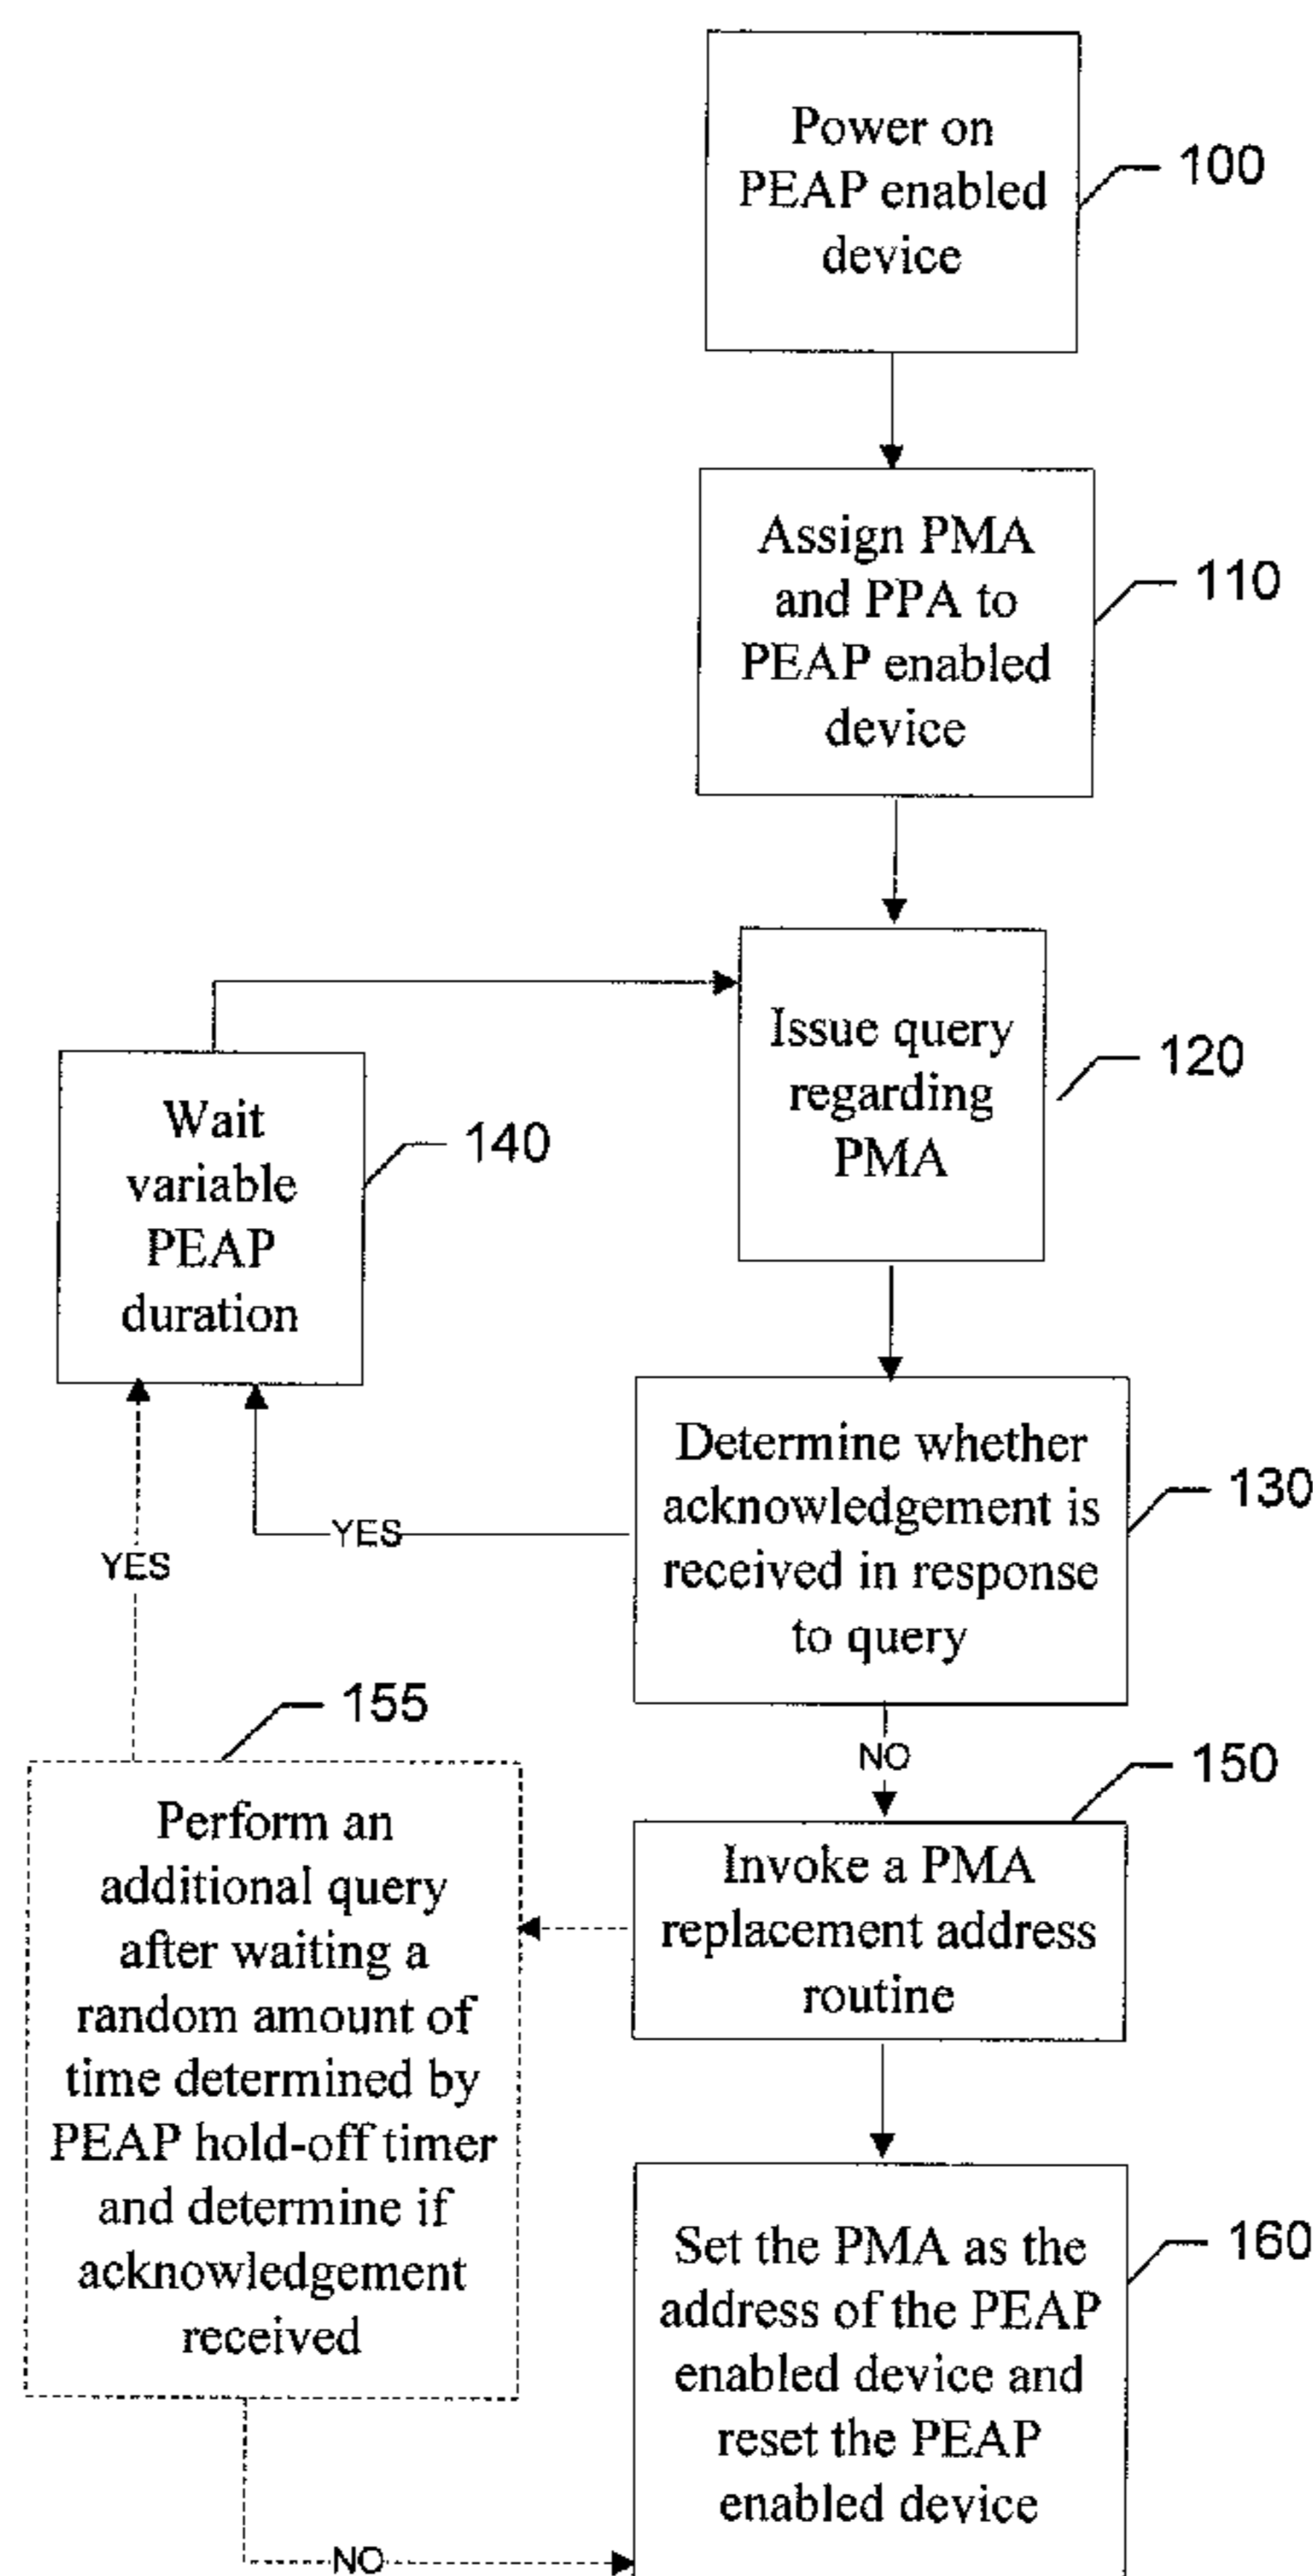 Power on
PEAP enabled
device
100
Assign PMA
and PPA to
PEAP enabled
device
110
Issue query
regarding
PMA
120
Wait
variable
PEAP
duration
140
Determine whether
acknowledgement is
received in response
to query
130
YES
YES
NO
155
150
Invoke a PMA
replacement address
routine
Perform an
additional query
after waiting a
random amount of
time determined by
PEAP hold-off timer
and determine if
acknowledgement
received
Set the PMA as the
address of the PEAP
enabled device and
reset the PEAP
enabled device
160
NO